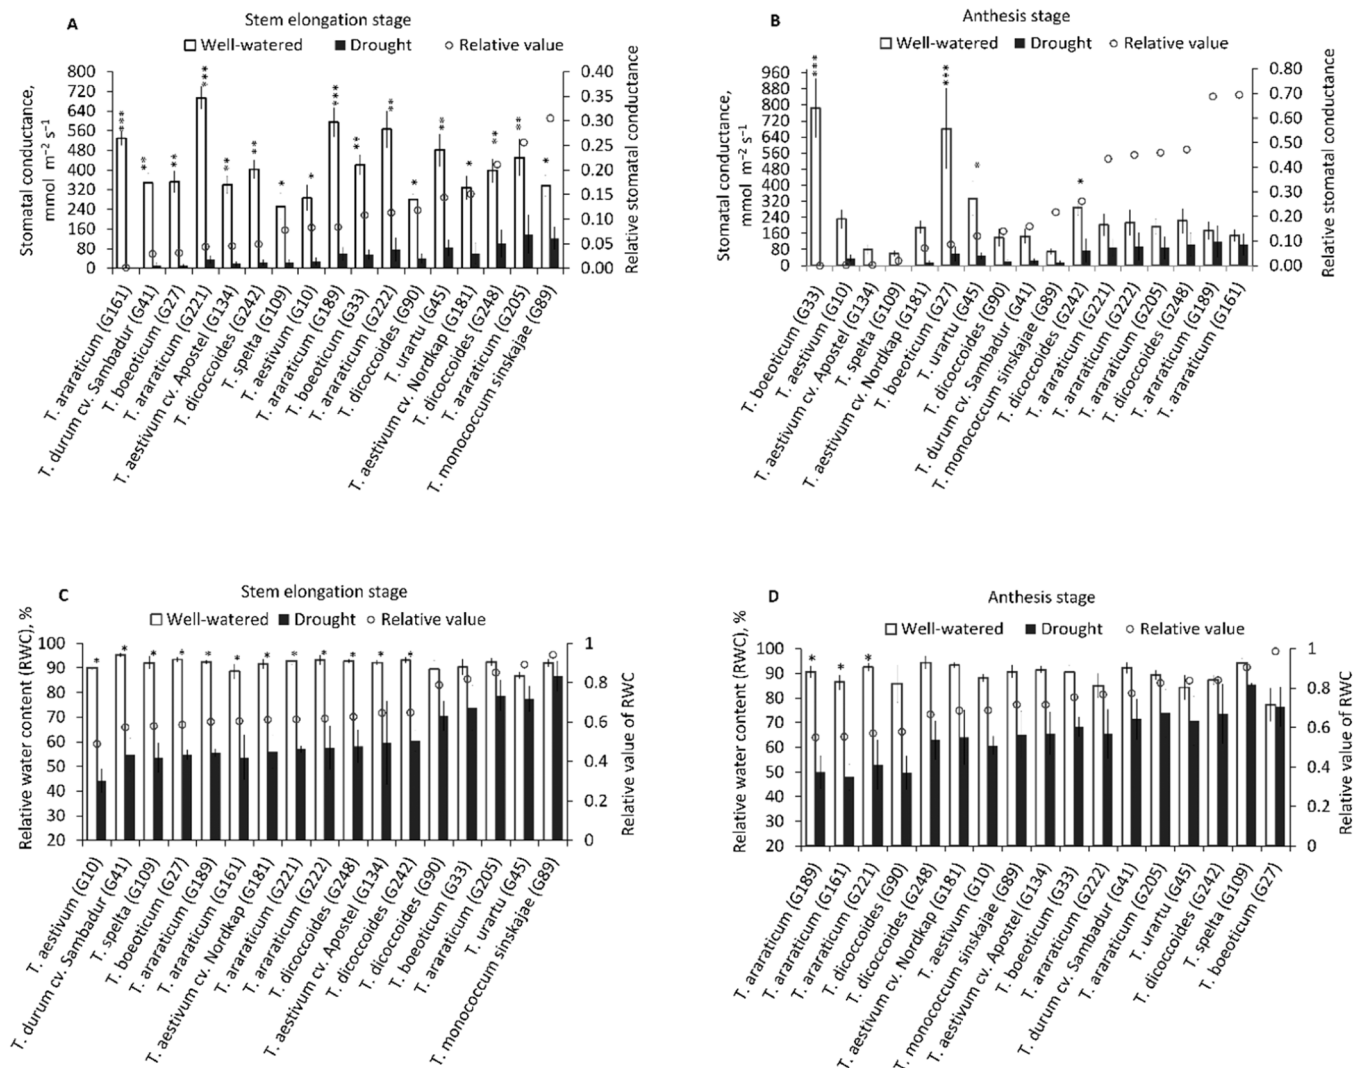 A
Stem elongation stage
Well-watered Drought Relative value
Stomatal conductance,
mmol m⁻² s⁻¹
800
720
640
560
480
400
320
240
160
80
0
*** ** ** *** ** ** * * *** ** ** * ** * ** ** *
0.40
0.35
0.30
0.25
0.20
0.15
0.10
0.05
0.00
Relative stomatal conductance
T. araraticum (G161)
T. durum cv. Sambadur (G41)
T. boeoticum (G27)
T. araraticum (G221)
T. aestivum cv. Apostel (G134)
T. dicoccoides (G242)
T. spelta (G109)
T. aestivum (G10)
T. araraticum (G189)
T. boeoticum (G33)
T. araraticum (G222)
T. dicoccoides (G90)
T. urartu (G45)
T. aestivum cv. Nordkap (G181)
T. dicoccoides (G248)
T. araraticum (G205)
T. monococcum sinskajae (G89)
B
Anthesis stage
Well-watered Drought Relative value
Stomatal conductance,
mmol m⁻² s⁻¹
960
880
800
720
640
560
480
400
320
240
160
80
0
*** *** * *
0.80
0.70
0.60
0.50
0.40
0.30
0.20
0.10
0.00
Relative stomatal conductance
T. boeoticum (G33)
T. aestivum (G10)
T. aestivum cv. Apostel (G134)
T. spelta (G109)
T. aestivum cv. Nordkap (G181)
T. boeoticum (G27)
T. urartu (G45)
T. dicoccoides (G90)
T. durum cv. Sambadur (G41)
T. monococcum sinskajae (G89)
T. dicoccoides (G242)
T. araraticum (G221)
T. araraticum (G222)
T. araraticum (G205)
T. dicoccoides (G248)
T. araraticum (G189)
T. araraticum (G161)
C
Stem elongation stage
Well-watered Drought Relative value
Relative water content (RWC), %
100
90
80
70
60
50
40
30
20
* * * * * * * * * * * *
1
0.8
0.6
0.4
0.2
0
Relative value of RWC
T. aestivum (G10)
T. durum cv. Sambadur (G41)
T. spelta (G109)
T. boeoticum (G27)
T. araraticum (G189)
T. araraticum (G161)
T. aestivum cv. Nordkap (G181)
T. araraticum (G221)
T. araraticum (G222)
T. dicoccoides (G248)
T. aestivum cv. Apostel (G134)
T. dicoccoides (G242)
T. dicoccoides (G90)
T. boeoticum (G33)
T. araraticum (G205)
T. urartu (G45)
T. monococcum sinskajae (G89)
D
Anthesis stage
Well-watered Drought Relative value
Relative water content (RWC), %
100
90
80
70
60
50
40
30
20
* * *
1
0.8
0.6
0.4
0.2
0
Relative value of RWC
T. araraticum (G189)
T. araraticum (G161)
T. araraticum (G221)
T. dicoccoides (G90)
T. dicoccoides (G248)
T. aestivum cv. Nordkap (G181)
T. aestivum (G10)
T. monococcum sinskajae (G89)
T. aestivum cv. Apostel (G134)
T. boeoticum (G33)
T. araraticum (G222)
T. durum cv. Sambadur (G41)
T. araraticum (G205)
T. urartu (G45)
T. dicoccoides (G242)
T. spelta (G109)
T. boeoticum (G27)